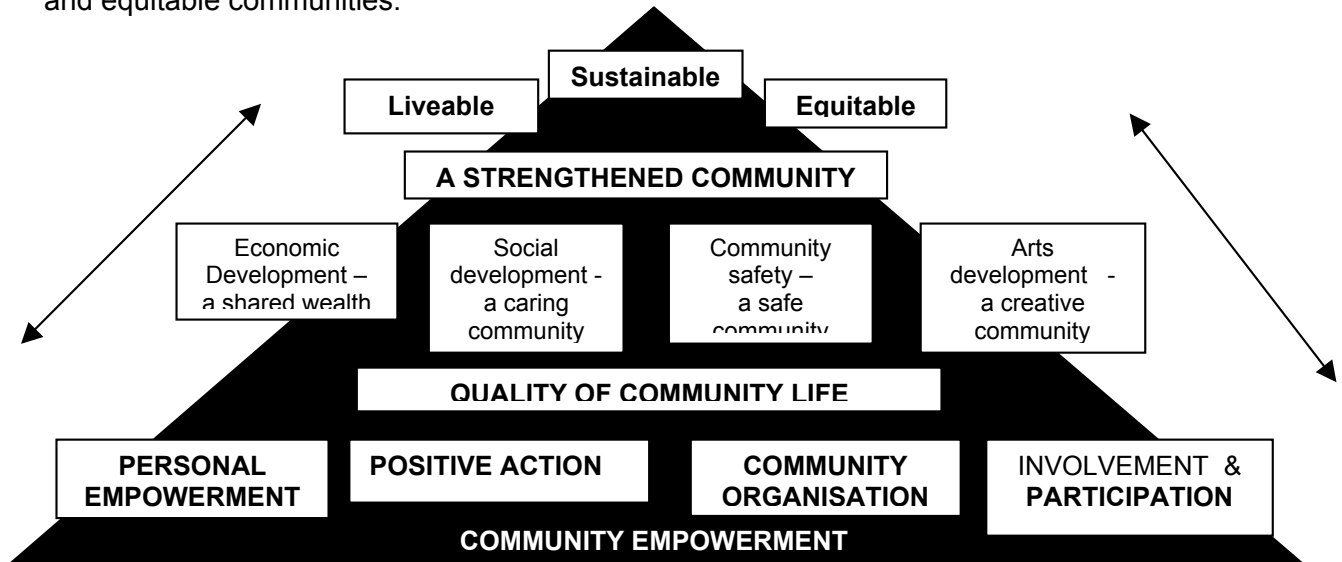 and equitable communities.
Sustainable
Liveable
Equitable
A STRENGTHENED COMMUNITY
Economic
Development –
a shared wealth
Social
development -
a caring
community
Community
safety –
a safe
community
Arts
development -
a creative
community
QUALITY OF COMMUNITY LIFE
PERSONAL
EMPOWERMENT
POSITIVE ACTION
COMMUNITY
ORGANISATION
INVOLVEMENT &
PARTICIPATION
COMMUNITY EMPOWERMENT